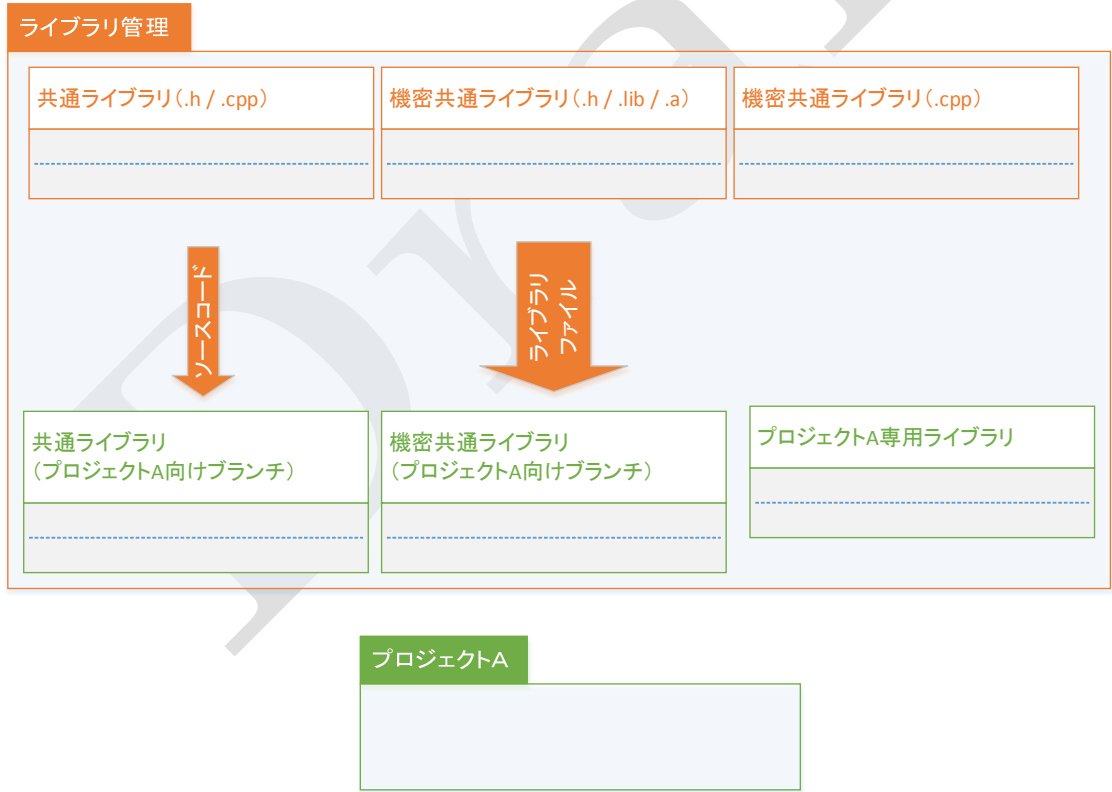 ライブラリ管理
共通ライブラリ（.h / .cpp）
機密共通ライブラリ（.h / .lib / .a）
機密共通ライブラリ（.cpp）
ソースコード
ライブラリ
ファイル
共通ライブラリ
（プロジェクトA向けブランチ）
機密共通ライブラリ
（プロジェクトA向けブランチ）
プロジェクトA専用ライブラリ
プロジェクトA